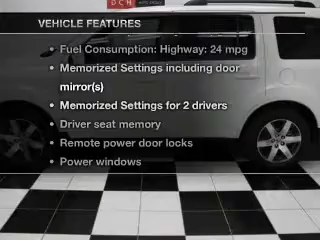 DCH
VEHICLE FEATURES
• Fuel Consumption: Highway: 24 mpg
• Memorized Settings including door
mirror(s)
• Memorized Settings for 2 drivers
• Driver seat memory
• Remote power door locks
• Power windows